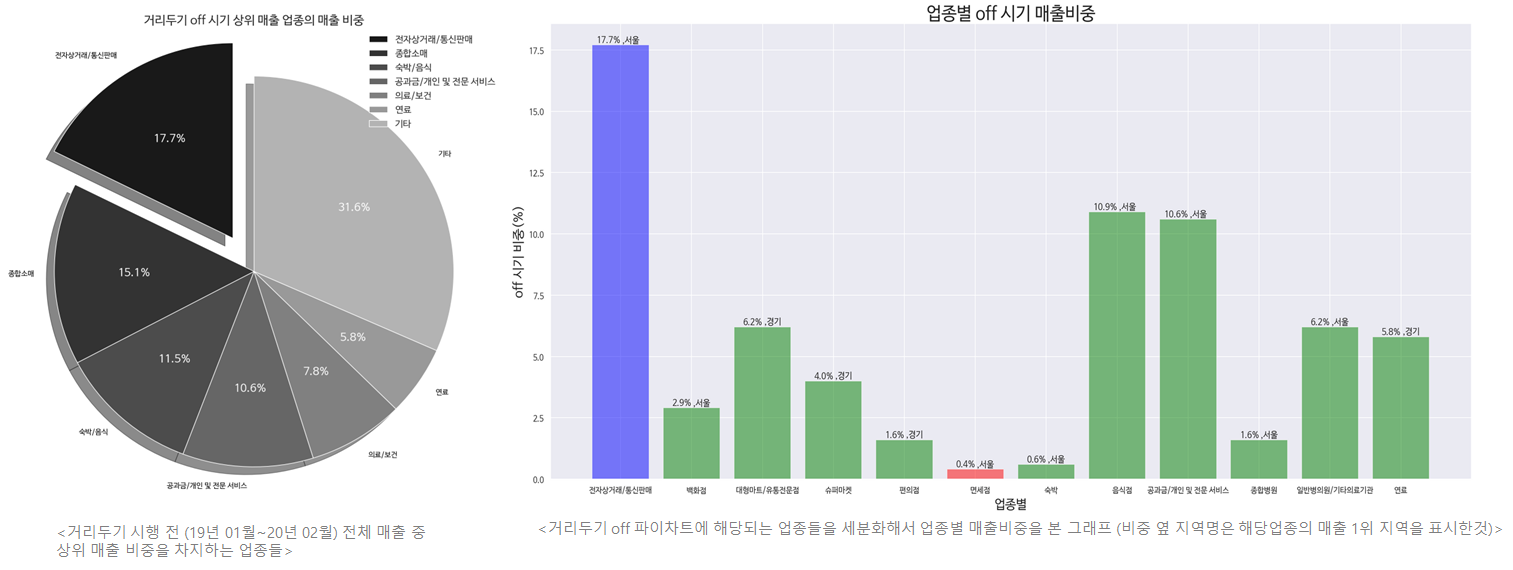 거리두기 off 시기 상위 매출 업종의 매출 비중
전자상거래/통신판매
종합소매
숙박/음식
공과금/개인 및 전문 서비스
의료/보건
연료
기타
전자상거래/통신판매
17.7%
기타
31.6%
종합소매
15.1%
5.8%
11.5%
7.8%
10.6%
연료
숙박/음식
의료/보건
공과금/개인 및 전문 서비스
<거리두기 시행 전 (19년 01월~20년 02월) 전체 매출 중
상위 매출 비중을 차지하는 업종들>
업종별 off 시기 매출비중
off 시기 비중(%)
17.5
15.0
12.5
10.0
7.5
5.0
2.5
0.0
17.7% ,서울
2.9% ,서울
6.2% ,경기
4.0% ,경기
1.6% ,경기
0.4% ,서울
0.6% ,서울
10.9% ,서울
10.6% ,서울
1.6% ,서울
6.2% ,서울
5.8% ,경기
전자상거래/통신판매
백화점
대형마트/유통전문점
슈퍼마켓
편의점
면세점
숙박
음식점
공과금/개인 및 전문 서비스
종합병원
일반병의원/기타의료기관
연료
업종별
<거리두기 off 파이차트에 해당되는 업종들을 세분화해서 업종별 매출비중을 본 그래프 (비중 옆 지역명은 해당업종의 매출 1위 지역을 표시한것)>